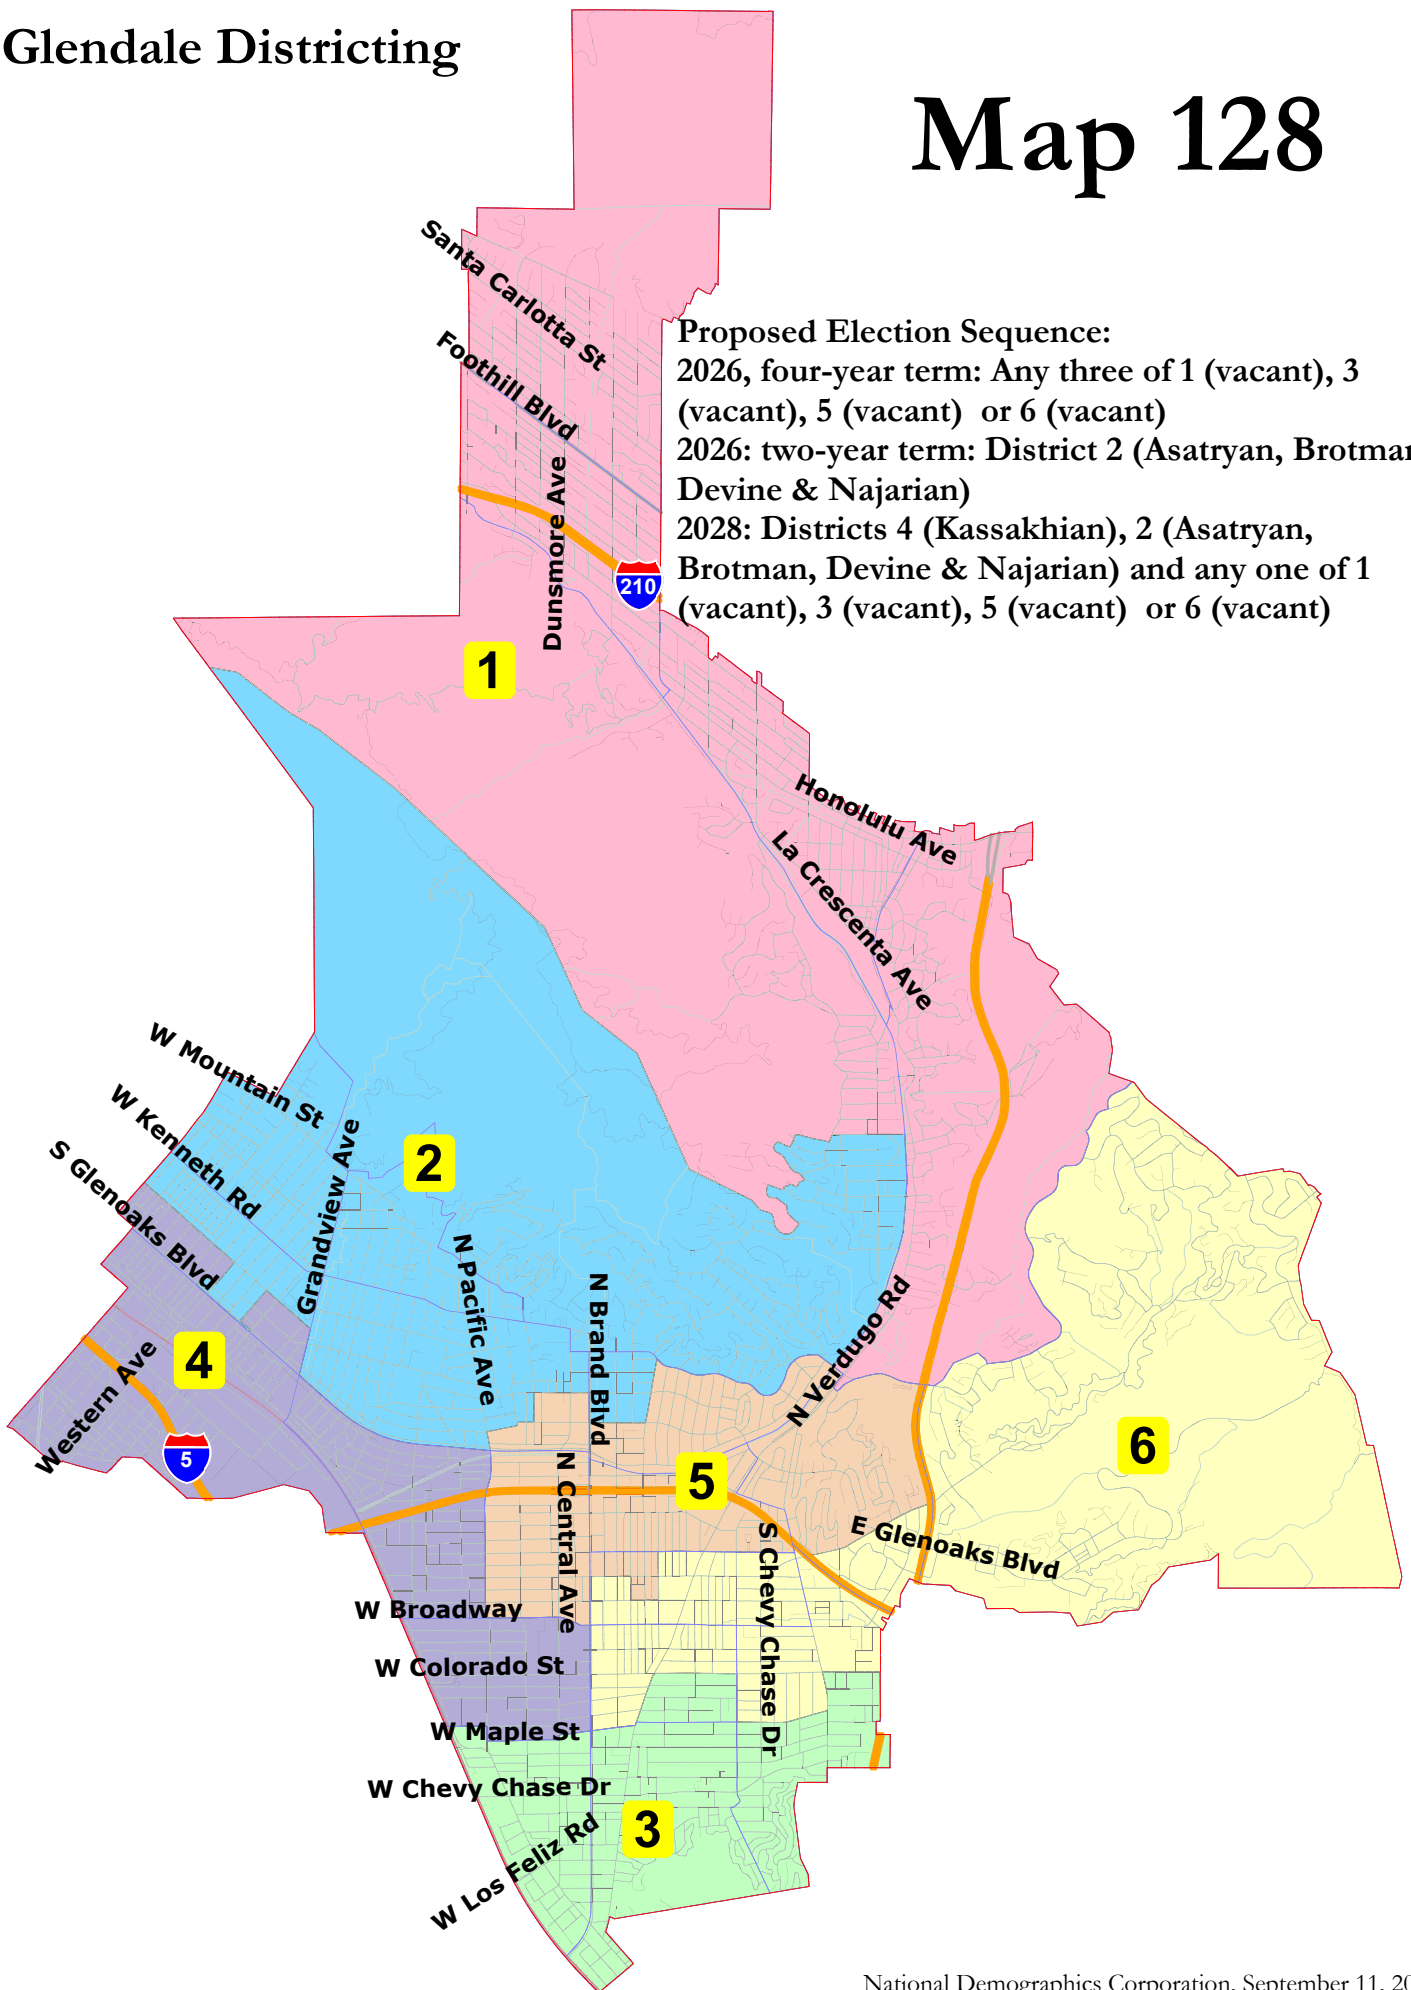 Glendale Districting
Map 128
Santa Carlotta St
Foothill Blvd
Proposed Election Sequence:
2026, four-year term: Any three of 1 (vacant), 3
(vacant), 5 (vacant) or 6 (vacant)
2026: two-year term: District 2 (Asatryan, Brotman
Devine & Najarian)
2028: Districts 4 (Kassakhian), 2 (Asatryan,
Brotman, Devine & Najarian) and any one of 1
(vacant), 3 (vacant), 5 (vacant) or 6 (vacant)
Dunsmore Ave
210
1
Honolulu Ave
La Crescenta Ave
W Mountain St
W Kenneth Rd
S Glenoaks Blvd
Grandview Ave
2
N Pacific Ave
N Brand Blvd
N Verdugo Rd
4
Western Ave
5
6
5
N Central Ave
S Chevy Chase Dr
E Glenoaks Blvd
W Broadway
W Colorado St
W Maple St
W Chevy Chase Dr
3
W Los Feliz Rd
National Demographics Corporation, September 11, 20